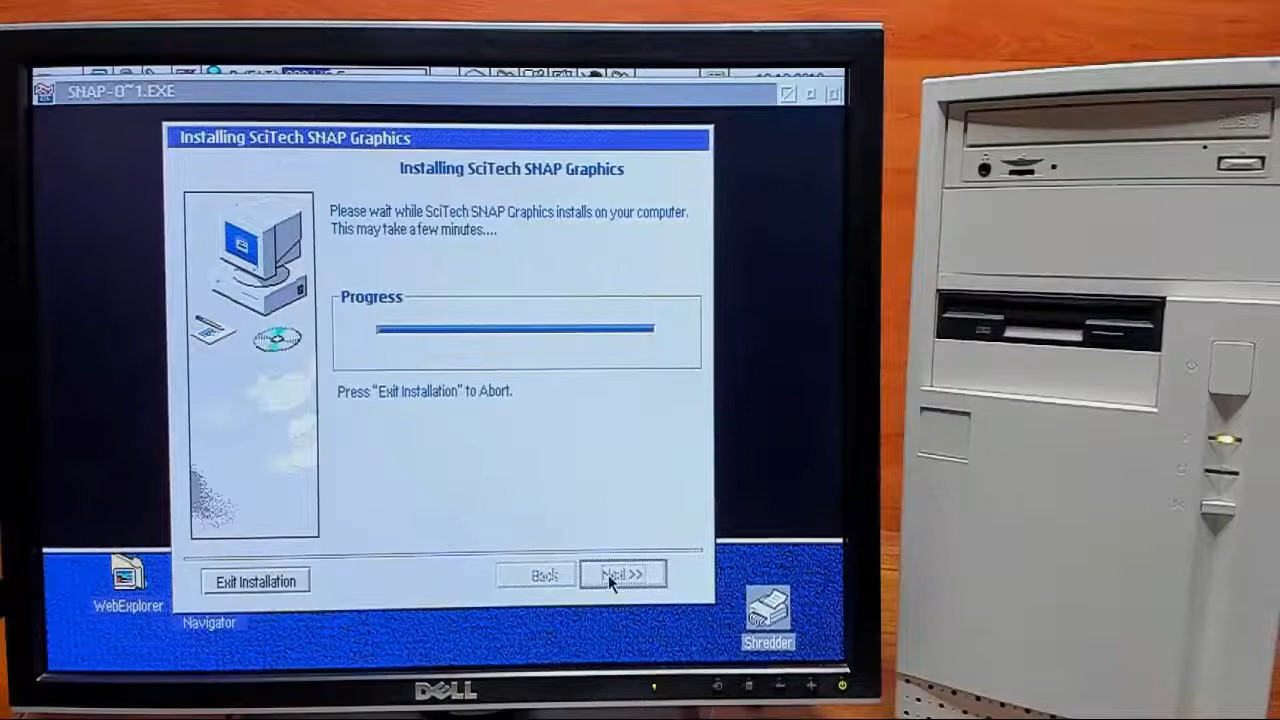 SNAP-0~1.EXE
Installing SciTech SNAP Graphics
Installing SciTech SNAP Graphics
Please wait while SciTech SNAP Graphics installs on your computer.
This may take a few minutes....
Progress
Press "Exit Installation" to Abort.
Exit Installation
Back
Next >>
WebExplorer
Navigator
Shredder
DELL